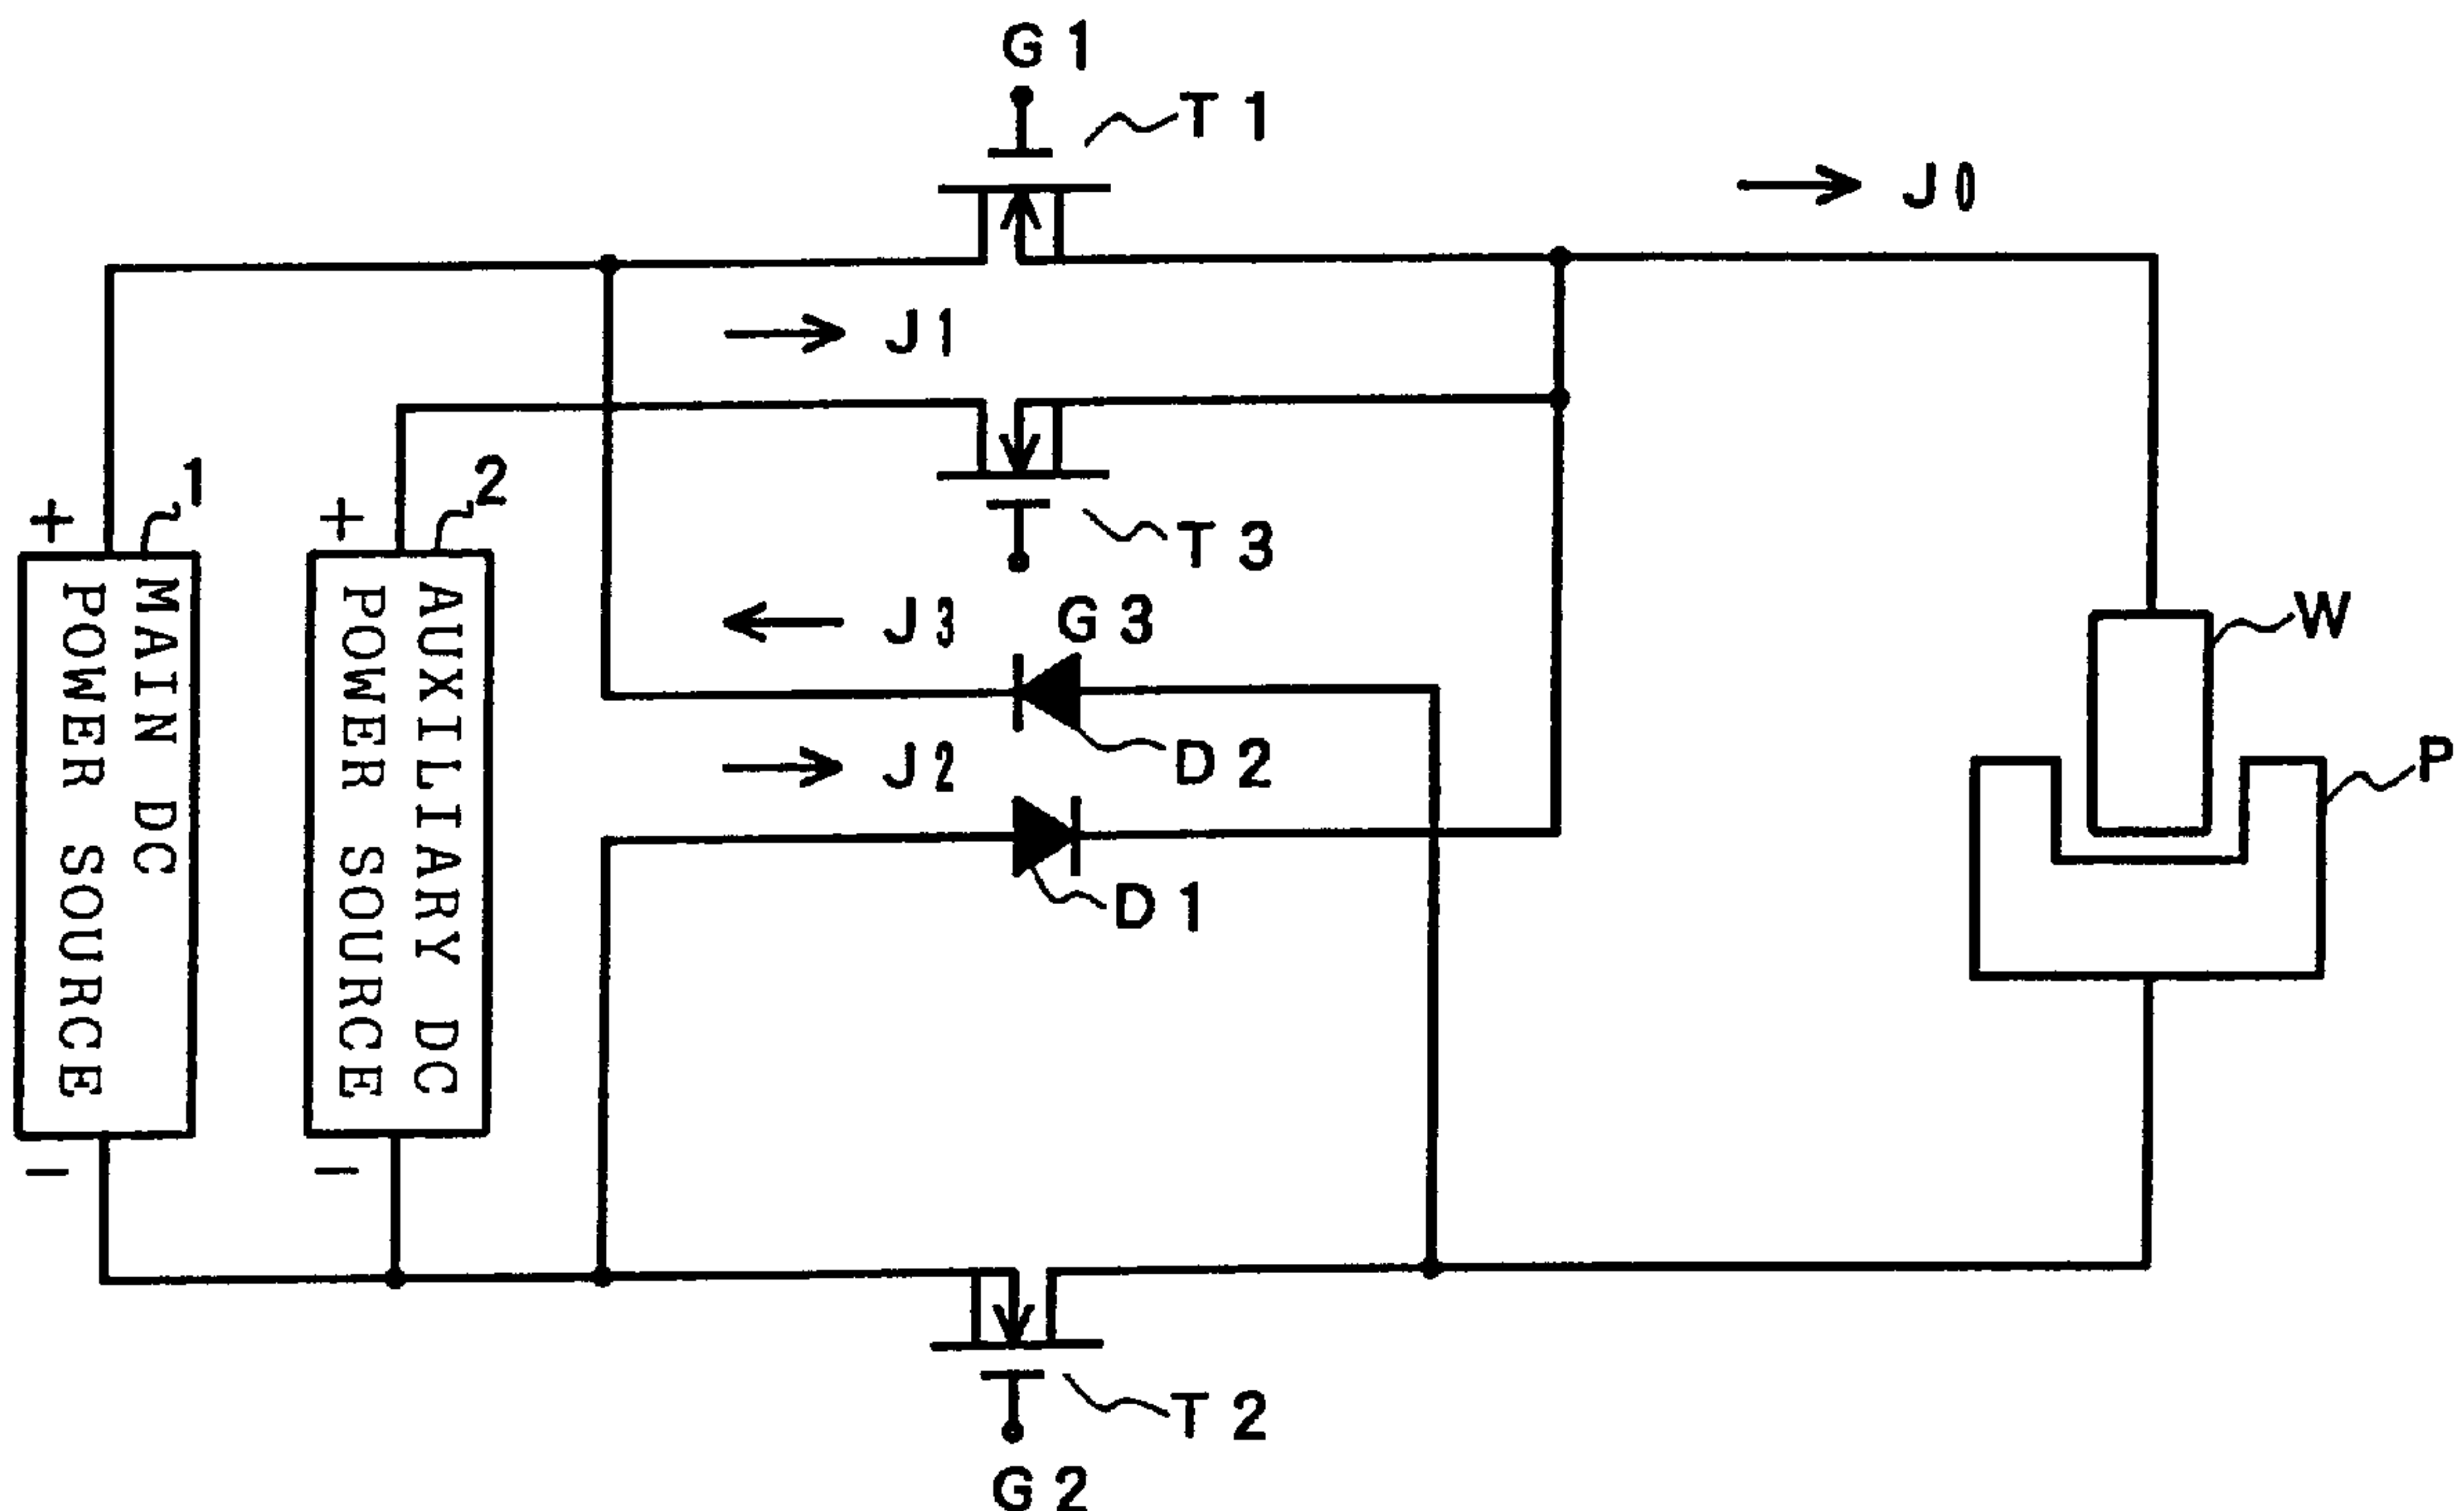 G1
T1
J0
J1
1
2
+
+
T3
J3
G3
W
MAIN DC
POWER SOURCE
AUXILIARY DC
POWER SOURCE
J2
D2
P
D1
−
−
T2
G2